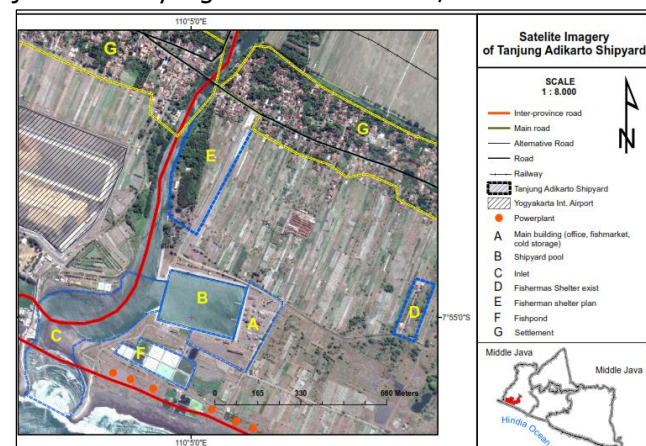 110°5'0"E
G
G
E
B
A
C
D
F
7°55'0"S
0 165 330 660 Meters
110°5'0"E
Satelite Imagery
of Tanjung Adikarto Shipyard
SCALE
1 : 8.000
N
Inter-province road
Main road
Alternative Road
Road
Railway
Tanjung Adikarto Shipyard
Yogyakarta Int. Airport
Powerplant
A Main building (office, fishmarket,
cold storage)
B Shipyard pool
C Inlet
D Fishermas Shelter exist
E Fisherman shelter plan
F Fishpond
G Settlement
Middle Java
Middle Java
Hindia Ocean